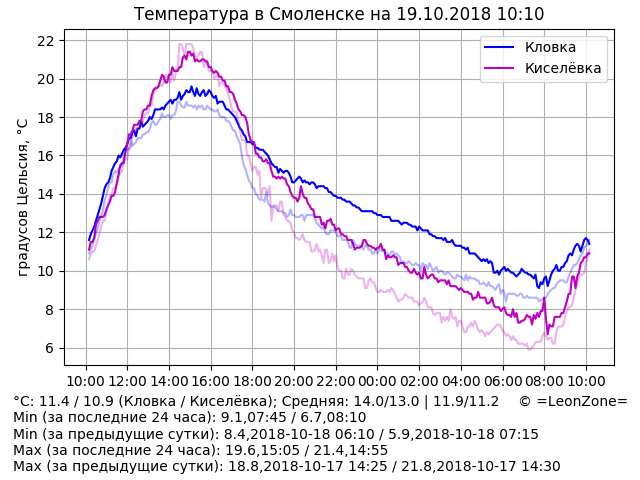 Температура в Смоленске на 19.10.2018 10:10
градусов Цельсия, °C
22
20
18
16
14
12
10
8
6
Кловка
Киселёвка
10:00 12:00 14:00 16:00 18:00 20:00 22:00 00:00 02:00 04:00 06:00 08:00 10:00
°C: 11.4 / 10.9 (Кловка / Киселёвка); Средняя: 14.0/13.0 | 11.9/11.2 © =LeonZone=
Min (за последние 24 часа): 9.1,07:45 / 6.7,08:10
Min (за предыдущие сутки): 8.4,2018-10-18 06:10 / 5.9,2018-10-18 07:15
Max (за последние 24 часа): 19.6,15:05 / 21.4,14:55
Max (за предыдущие сутки): 18.8,2018-10-17 14:25 / 21.8,2018-10-17 14:30